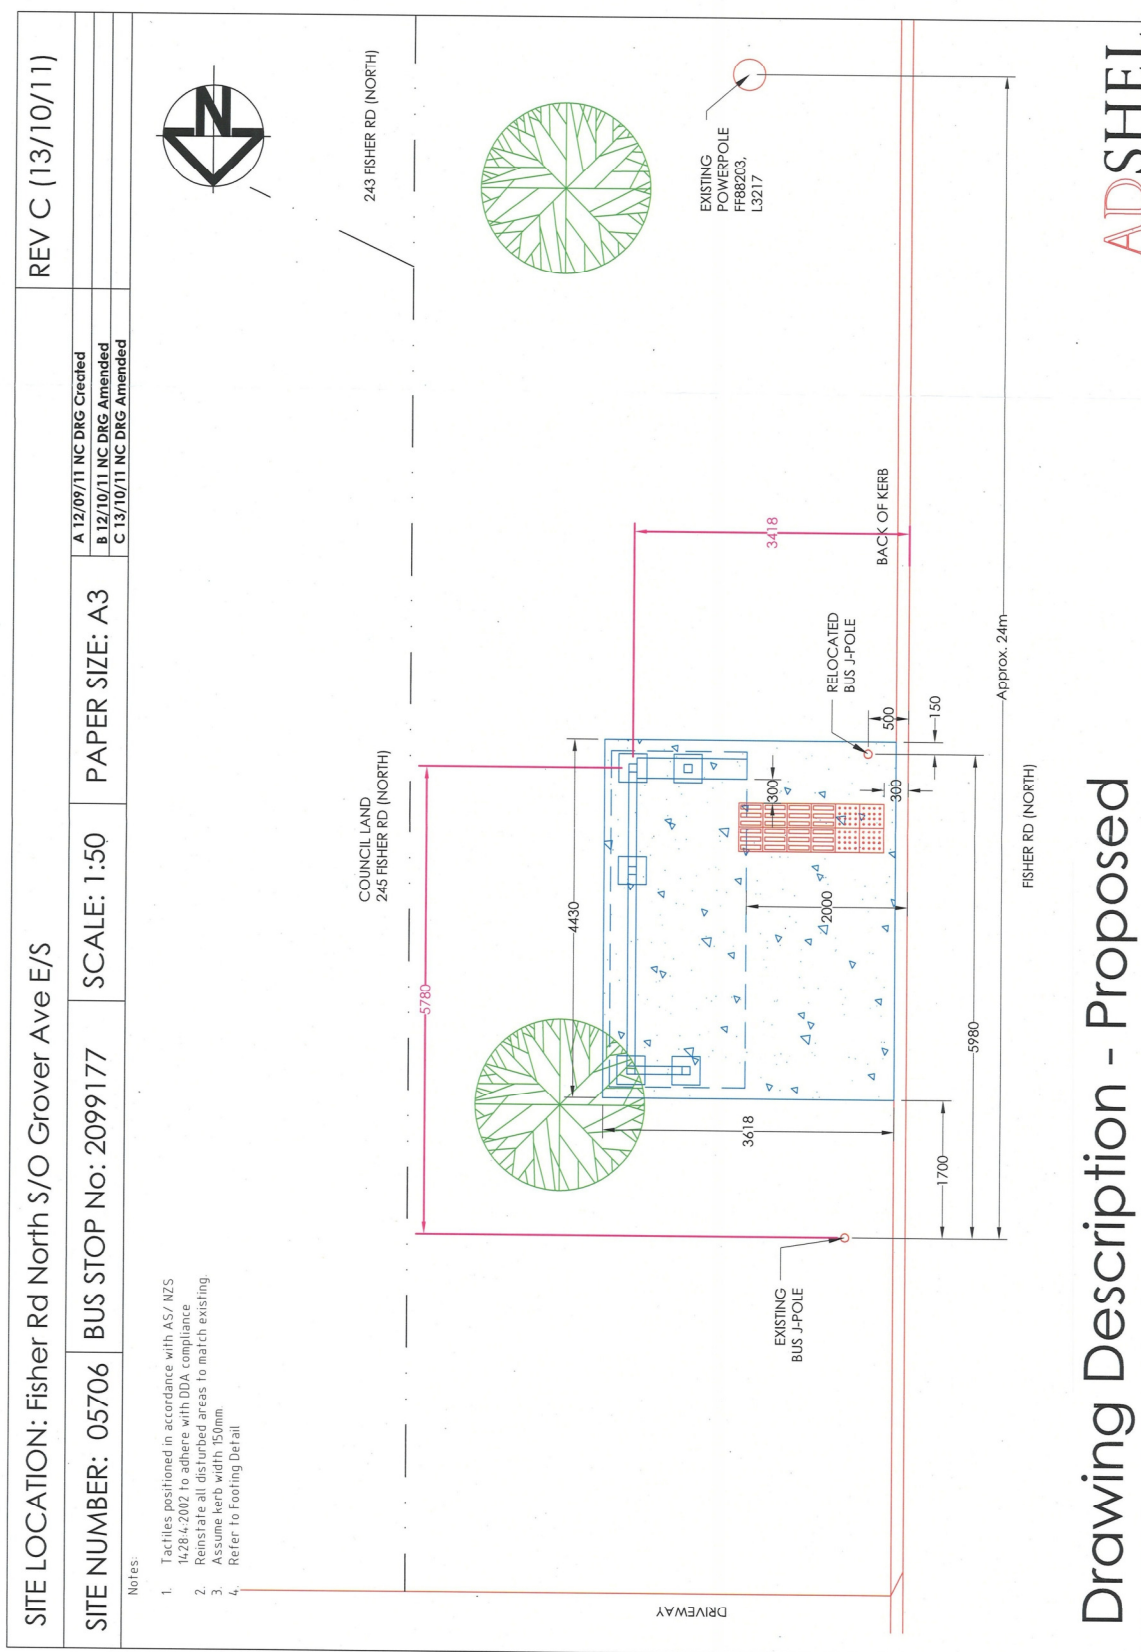 SITE LOCATION: Fisher Rd North S/O Grover Ave E/S
REV C (13/10/11)
SITE NUMBER: 05706
BUS STOP No: 2099177
SCALE: 1:50
PAPER SIZE: A3
A 12/09/11 NC DRG Created
B 12/10/11 NC DRG Amended
C 13/10/11 NC DRG Amended
Notes:
1. Tactiles positioned in accordance with AS/ NZS
1428:4:2002 to adhere with DDA compliance
2. Reinstate all disturbed areas to match existing.
3. Assume kerb width 150mm
4. Refer to Footing Detail
N
243 FISHER RD (NORTH)
COUNCIL LAND
245 FISHER RD (NORTH)
5780
4430
EXISTING
POWERPOLE
FF88203,
L3217
3418
3618
300
2000
RELOCATED
BUS J-POLE
BACK OF KERB
EXISTING
BUS J-POLE
DRIVEWAY
500
300
150
1700
5980
Approx. 24m
FISHER RD (NORTH)
Drawing Description - Proposed
ADSHEL